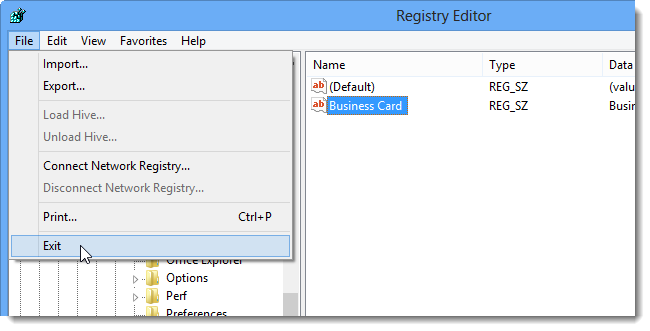 Registry Editor
File Edit View Favorites Help
Import...
Export...
Load Hive...
Unload Hive...
Connect Network Registry...
Disconnect Network Registry...
Print... Ctrl+P
Exit
Office Explorer
Options
Perf
Preferences
Name Type Data
ab (Default) REG_SZ (valu
ab Business Card REG_SZ Busin